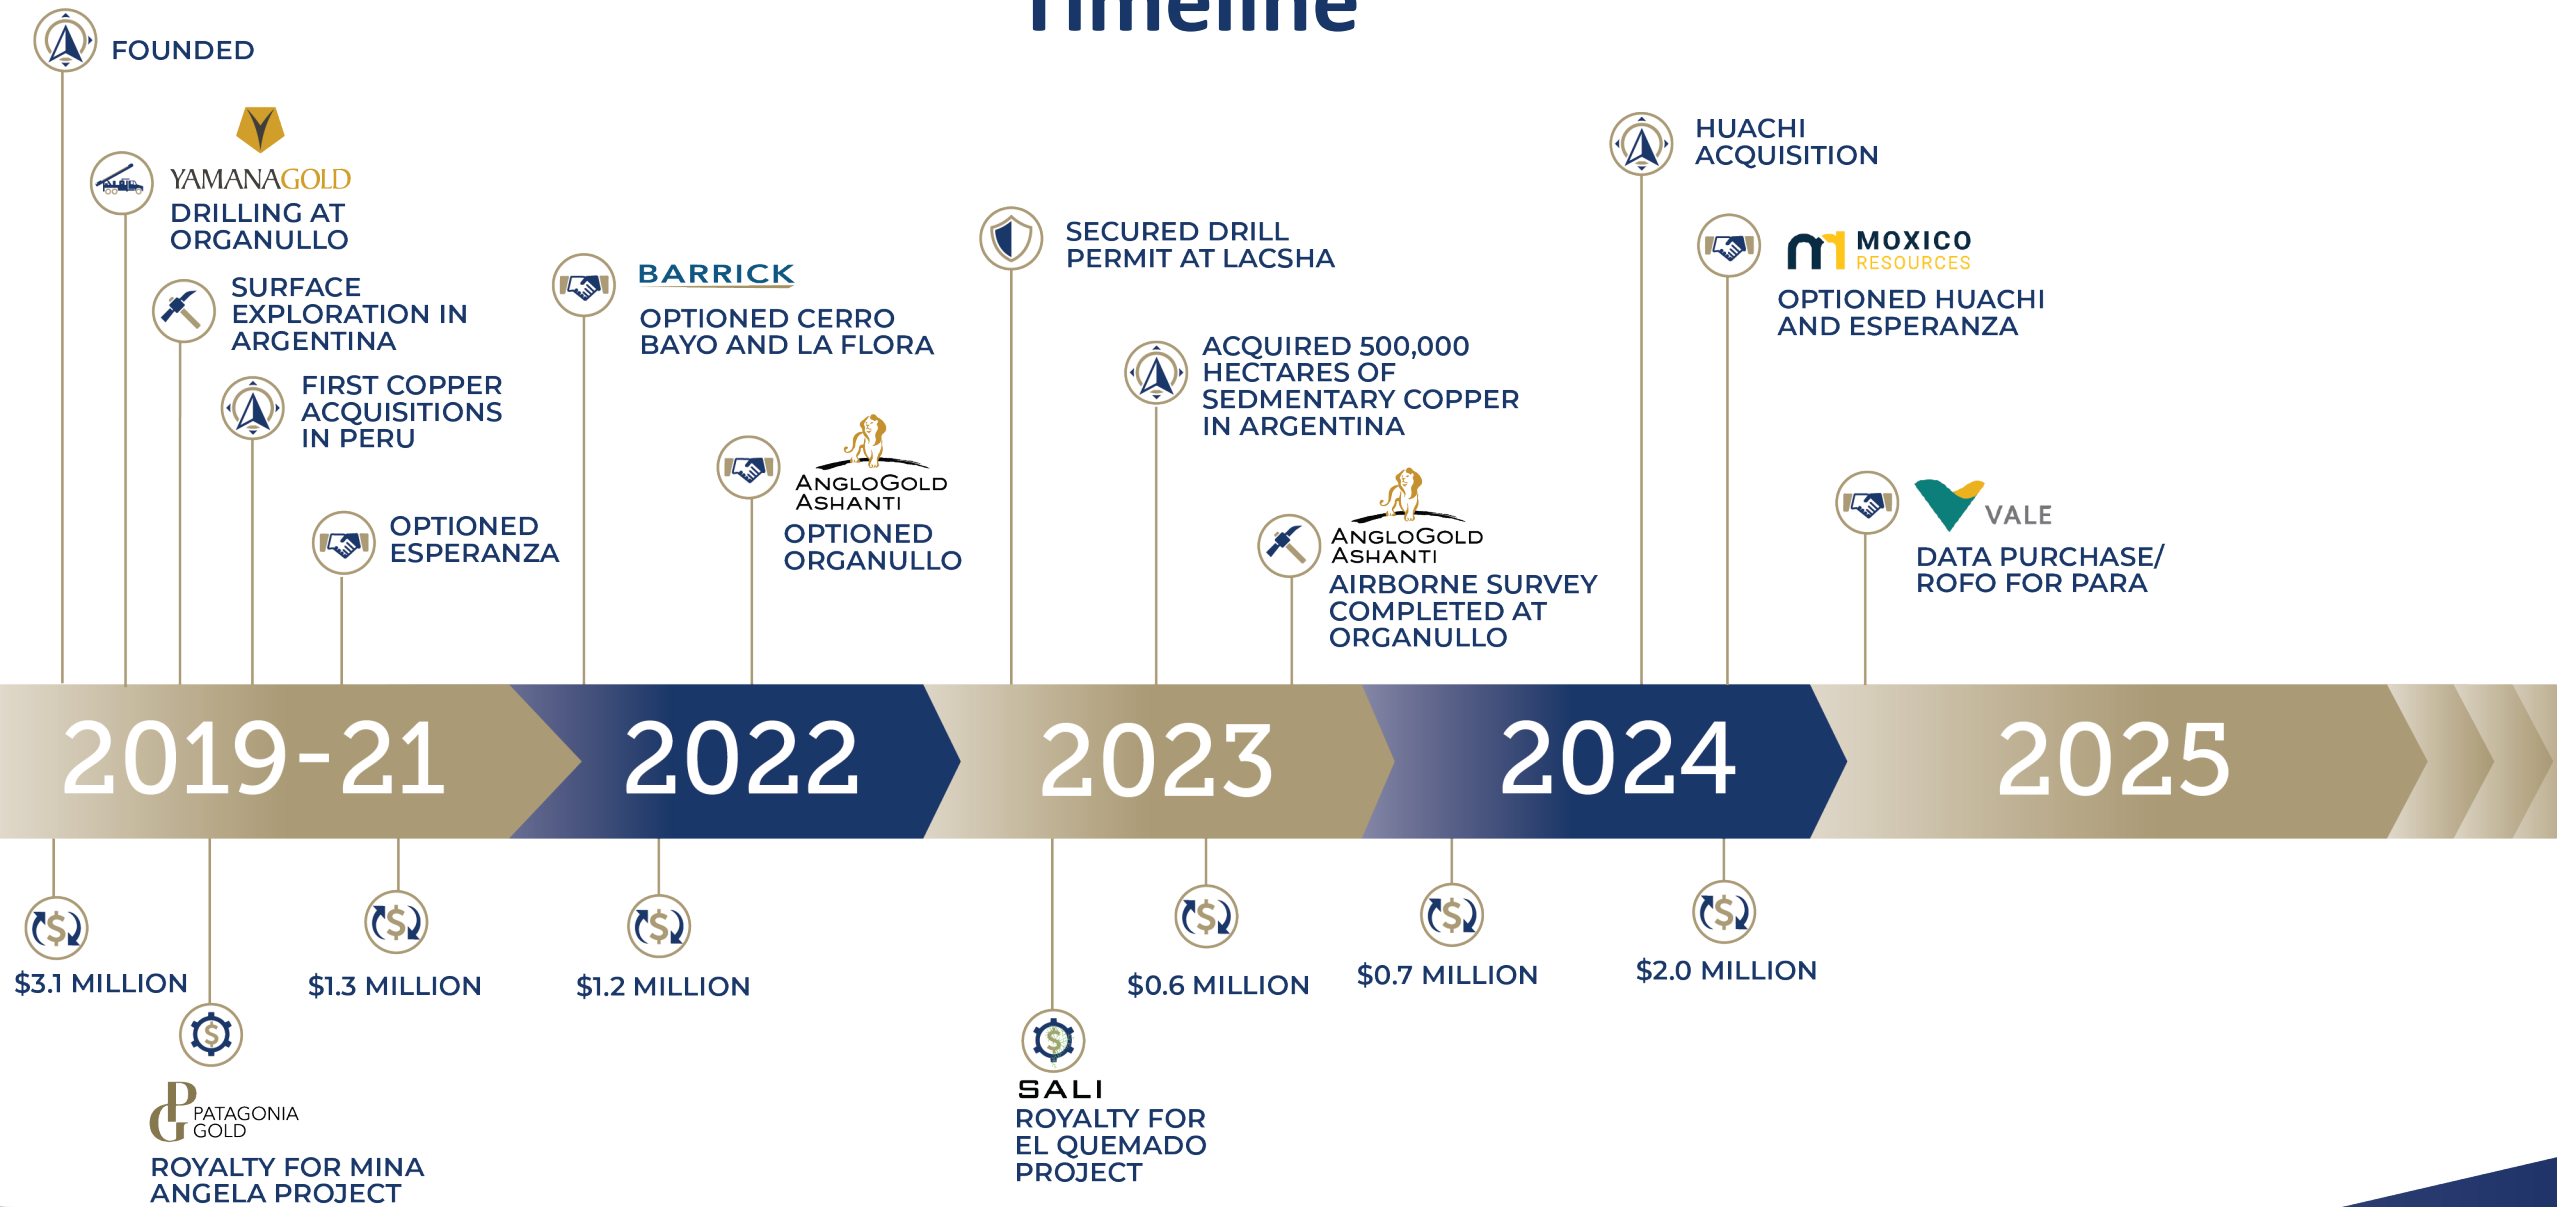 Timeline
FOUNDED
YAMANAGOLD
DRILLING AT
ORGANULLO
SURFACE
EXPLORATION IN
ARGENTINA
FIRST COPPER
ACQUISITIONS
IN PERU
OPTIONED
ESPERANZA
BARRICK
OPTIONED CERRO
BAYO AND LA FLORA
ANGLOGOLD
ASHANTI
OPTIONED
ORGANULLO
SECURED DRILL
PERMIT AT LACSHA
ACQUIRED 500,000
HECTARES OF
SEDMENTARY COPPER
IN ARGENTINA
ANGLOGOLD
ASHANTI
AIRBORNE SURVEY
COMPLETED AT
ORGANULLO
HUACHI
ACQUISITION
MOXICO
RESOURCES
OPTIONED HUACHI
AND ESPERANZA
VALE
DATA PURCHASE/
ROFO FOR PARA
2019-21
2022
2023
2024
2025
$3.1 MILLION
PATAGONIA
GOLD
ROYALTY FOR MINA
ANGELA PROJECT
$1.3 MILLION
$1.2 MILLION
SALI
ROYALTY FOR
EL QUEMADO
PROJECT
$0.6 MILLION
$0.7 MILLION
$2.0 MILLION